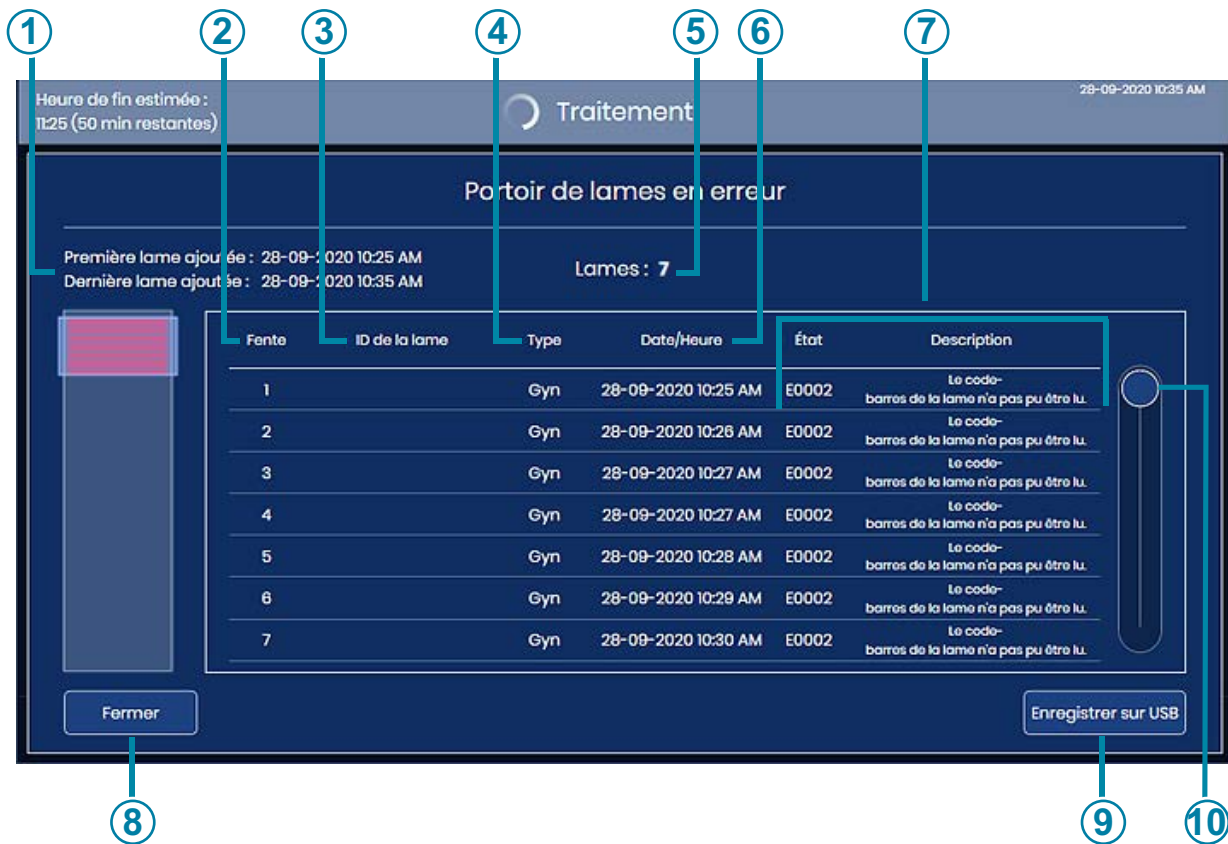 1 2 3 4 5 6 7
Heure de fin estimée :
11:25 (50 min restantes)
Traitement
28-09-2020 10:35 AM
Portoir de lames en erreur
Première lame ajoutée : 28-09-2020 10:25 AM
Dernière lame ajoutée : 28-09-2020 10:35 AM
Lames : 7
Fente ID de la lame Type Date/Heure État Description
1 Gyn 28-09-2020 10:25 AM E0002 Le code-
barres de la lame n'a pas pu être lu.
2 Gyn 28-09-2020 10:26 AM E0002 Le code-
barres de la lame n'a pas pu être lu.
3 Gyn 28-09-2020 10:27 AM E0002 Le code-
barres de la lame n'a pas pu être lu.
4 Gyn 28-09-2020 10:27 AM E0002 Le code-
barres de la lame n'a pas pu être lu.
5 Gyn 28-09-2020 10:28 AM E0002 Le code-
barres de la lame n'a pas pu être lu.
6 Gyn 28-09-2020 10:29 AM E0002 Le code-
barres de la lame n'a pas pu être lu.
7 Gyn 28-09-2020 10:30 AM E0002 Le code-
barres de la lame n'a pas pu être lu.
Fermer
Enregistrer sur USB
8 9 10